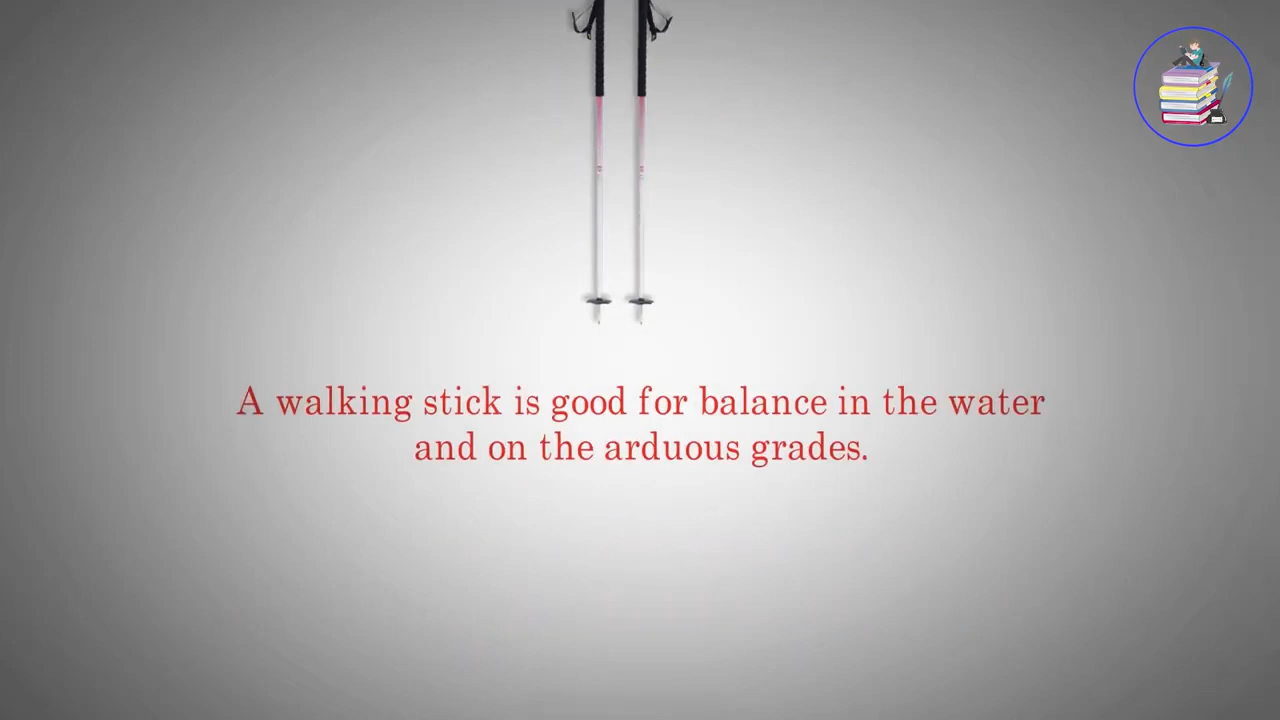 A walking stick is good for balance in the water
and on the arduous grades.